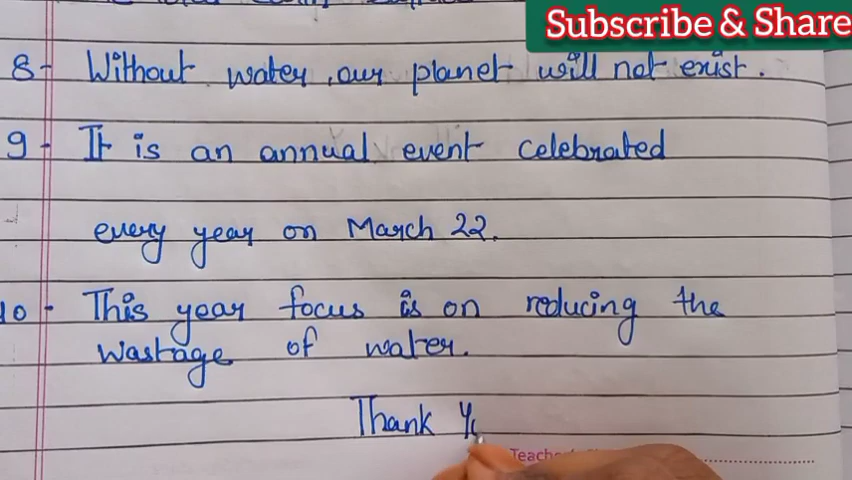 Subscribe & Share
8- Without water, our planet will not exist.
9- It is an annual event celebrated
every year on March 22.
10- This year focus is on reducing the
wastage of water.
Thank Yo